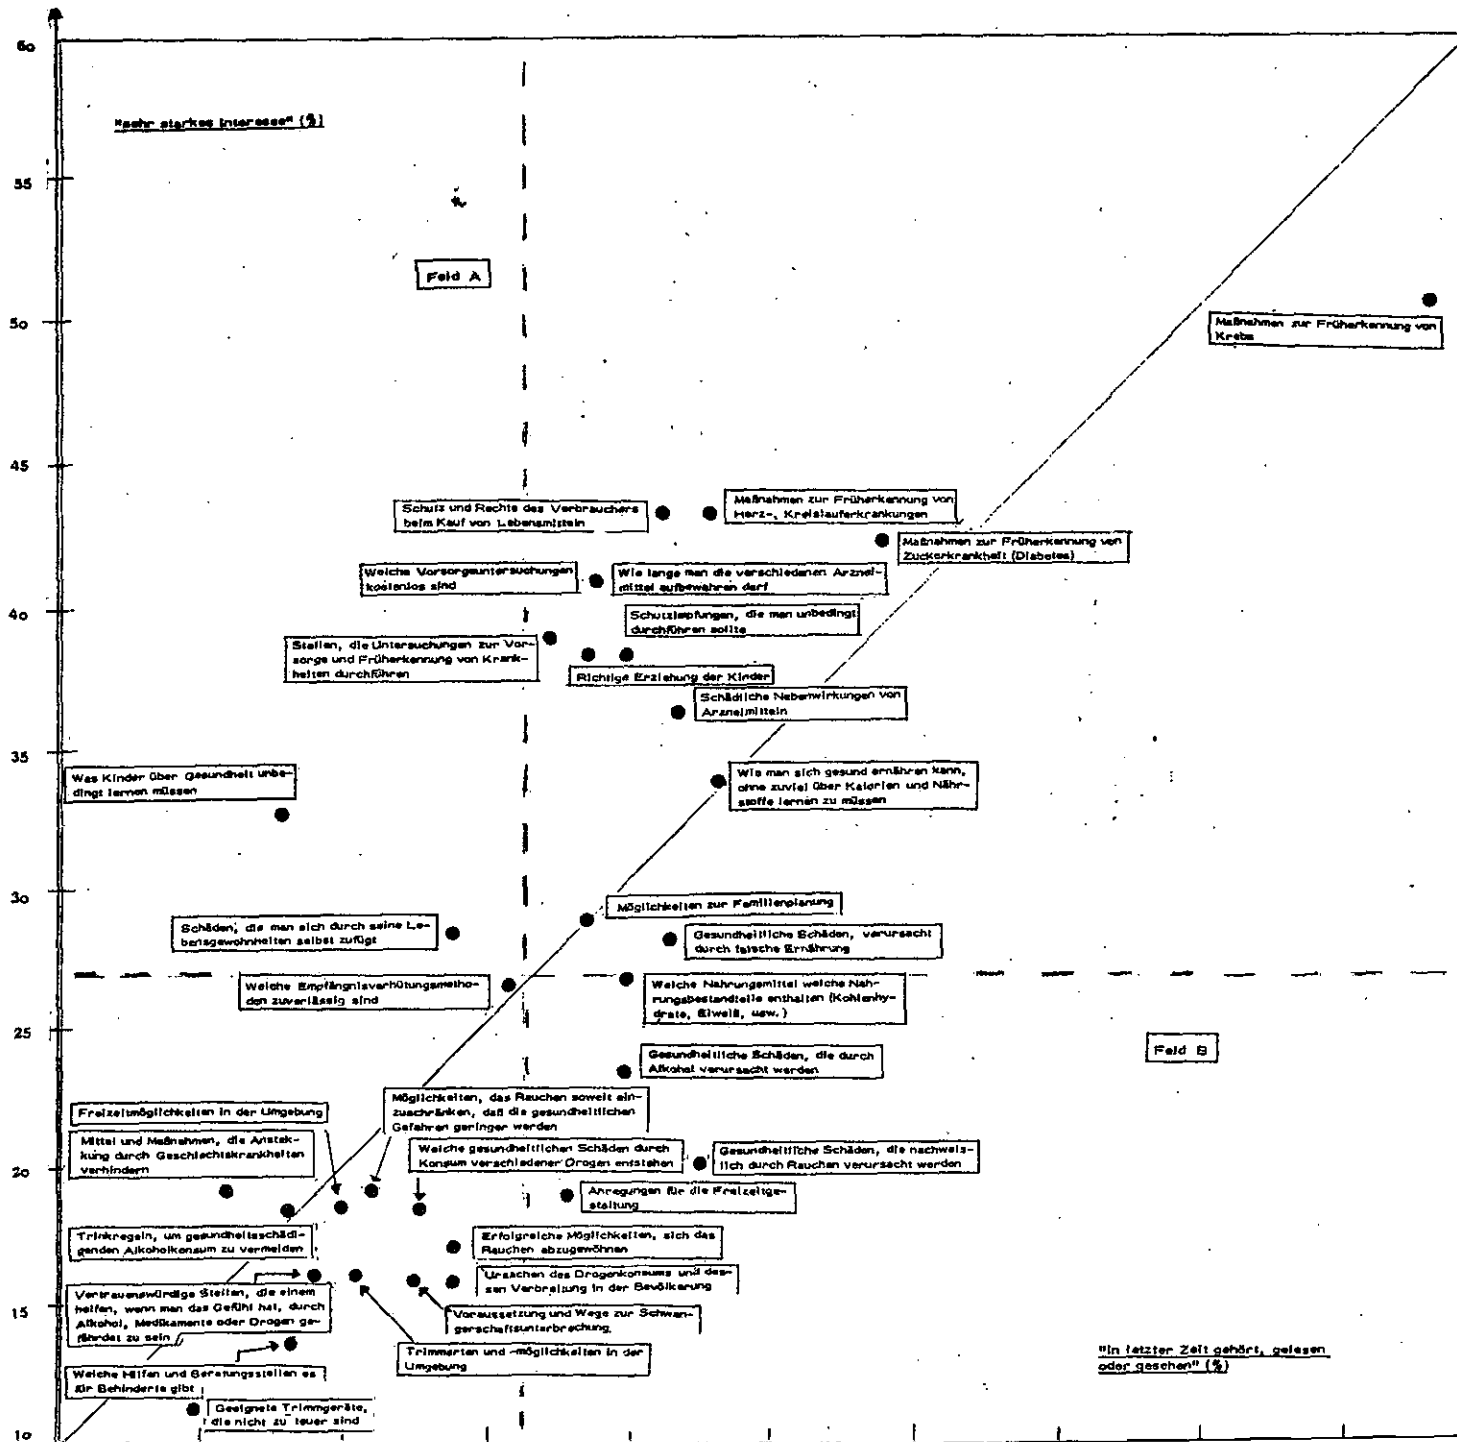 60
"sehr starkes Interesse" (%)
55
Feld A
50
Maßnahmen zur Früherkennung von
Krebs
45
Schutz und Rechte des Verbrauchers
beim Kauf von Lebensmitteln
Maßnahmen zur Früherkennung von
Herz-, Kreislauferkrankungen
Maßnahmen zur Früherkennung von
Zuckerkrankheit (Diabetes)
Welche Vorsorgeuntersuchungen
kostenlos sind
Wie lange man die verschiedenen Arznei-
mittel aufbewahren darf
40
Schutzimpfungen, die man unbedingt
durchführen sollte
Stellen, die Untersuchungen zur Vor-
sorge und Früherkennung von Krank-
heiten durchführen
Richtige Erziehung der Kinder
Schädliche Nebenwirkungen von
Arzneimitteln
35
Was Kinder über Gesundheit unbe-
dingt lernen müssen
Wie man sich gesund ernähren kann,
ohne zuviel über Kalorien und Nähr-
stoffe lernen zu müssen
30
Möglichkeiten zur Familienplanung
Schäden, die man sich durch seine Le-
bensgewohnheiten selbst zufügt
Gesundheitliche Schäden, verursacht
durch falsche Ernährung
Welche Empfängnisverhütungsmetho-
den zuverlässig sind
Welche Nahrungsmittel welche Nah-
rungsbestandteile enthalten (Kohlenhy-
drate, Eiweiß, usw.)
25
Feld B
Gesundheitliche Schäden, die durch
Alkohol verursacht werden
Möglichkeiten, das Rauchen soweit ein-
zuschränken, daß die gesundheitlichen
Gefahren geringer werden
Freizeitmöglichkeiten in der Umgebung
Mittel und Maßnahmen, die Anstek-
kung durch Geschlechtskrankheiten
verhindern
Welche gesundheitlichen Schäden durch
Konsum verschiedener Drogen entstehen
Gesundheitliche Schäden, die nachweis-
lich durch Rauchen verursacht werden
20
Anregungen für die Freizeitge-
staltung
Trinkregeln, um gesundheitsschädi-
genden Alkoholkonsum zu vermeiden
Erfolgreiche Möglichkeiten, sich das
Rauchen abzugewöhnen
Ursachen des Drogenkonsums und des-
sen Verbreitung in der Bevölkerung
Vertrauenswürdige Stellen, die einem
helfen, wenn man das Gefühl hat, durch
Alkohol, Medikamente oder Drogen ge-
fährdet zu sein
15
Voraussetzung und Wege zur Schwan-
gerschaftsunterbrechung
Trimmarten und -möglichkeiten in der
Umgebung
"in letzter Zeit gehört, gelesen
oder gesehen" (%)
Welche Hilfen und Beratungsstellen es
für Behinderte gibt
Geeignete Trimmgeräte,
die nicht zu teuer sind
10